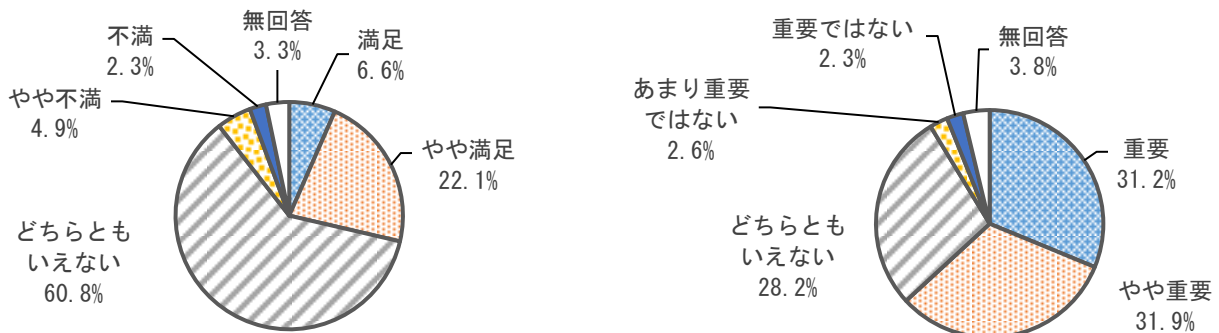 無回答
3.3%
満足
6.6%
不満
2.3%
やや不満
4.9%
やや満足
22.1%
どちらとも
いえない
60.8%
重要ではない
2.3%
無回答
3.8%
あまり重要
ではない
2.6%
重要
31.2%
どちらとも
いえない
28.2%
やや重要
31.9%